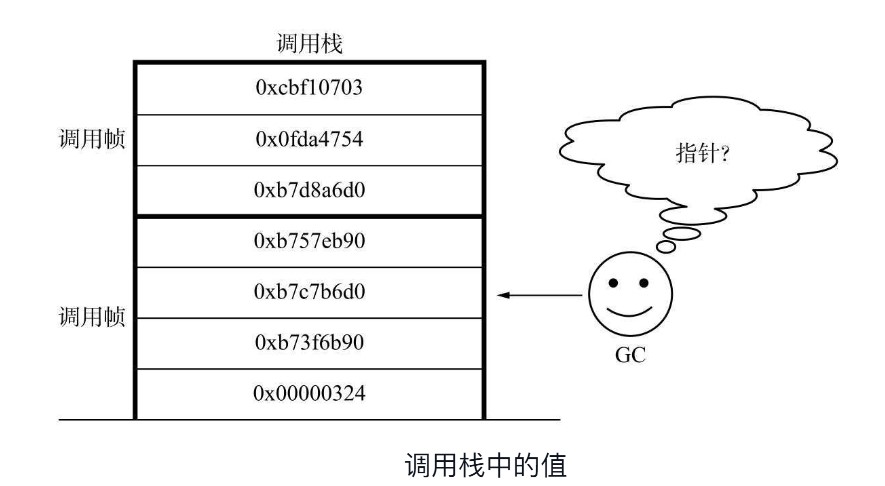 调用栈
0xcbf10703
调用帧
0x0fda4754
指针?
0xb7d8a6d0
0xb757eb90
0xb7c7b6d0
调用帧
0xb73f6b90
GC
0x00000324
调用栈中的值